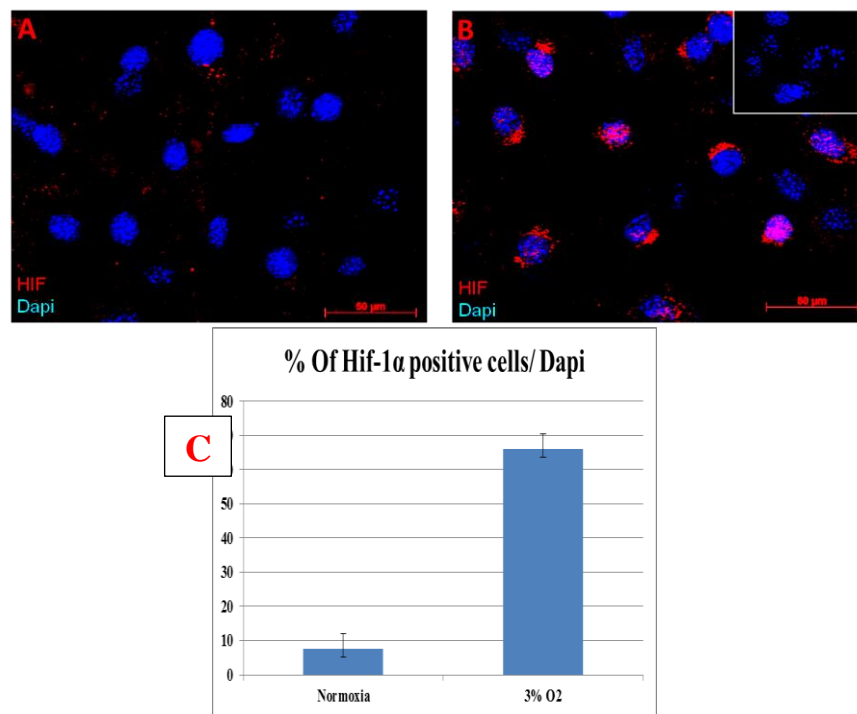 A
HIF
Dapi
50 µm
B
HIF
Dapi
50 µm
% Of Hif-1α positive cells/ Dapi
C
80
50
40
30
20
10
0
Normoxia
3% O2